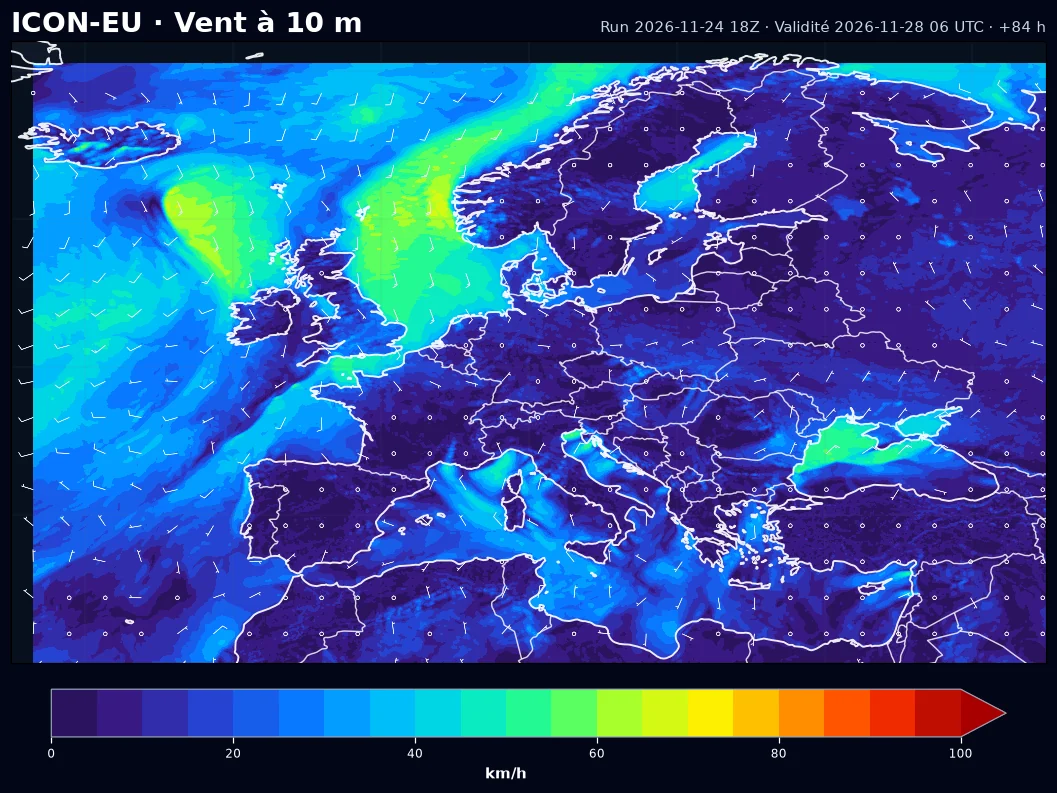 ICON-EU · Vent à 10 m
Run 2026-11-24 18Z · Validité 2026-11-28 06 UTC · +84 h
0 20 40 60 80 100
km/h